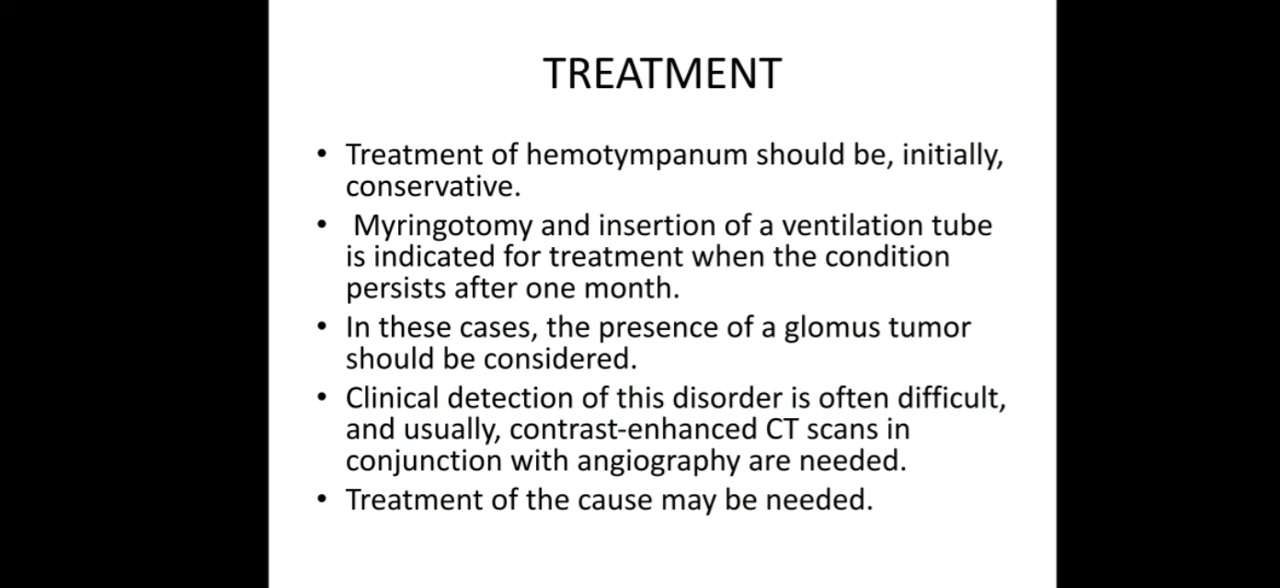 TREATMENT
• Treatment of hemotympanum should be, initially,
conservative.
• Myringotomy and insertion of a ventilation tube
is indicated for treatment when the condition
persists after one month.
• In these cases, the presence of a glomus tumor
should be considered.
• Clinical detection of this disorder is often difficult,
and usually, contrast-enhanced CT scans in
conjunction with angiography are needed.
• Treatment of the cause may be needed.